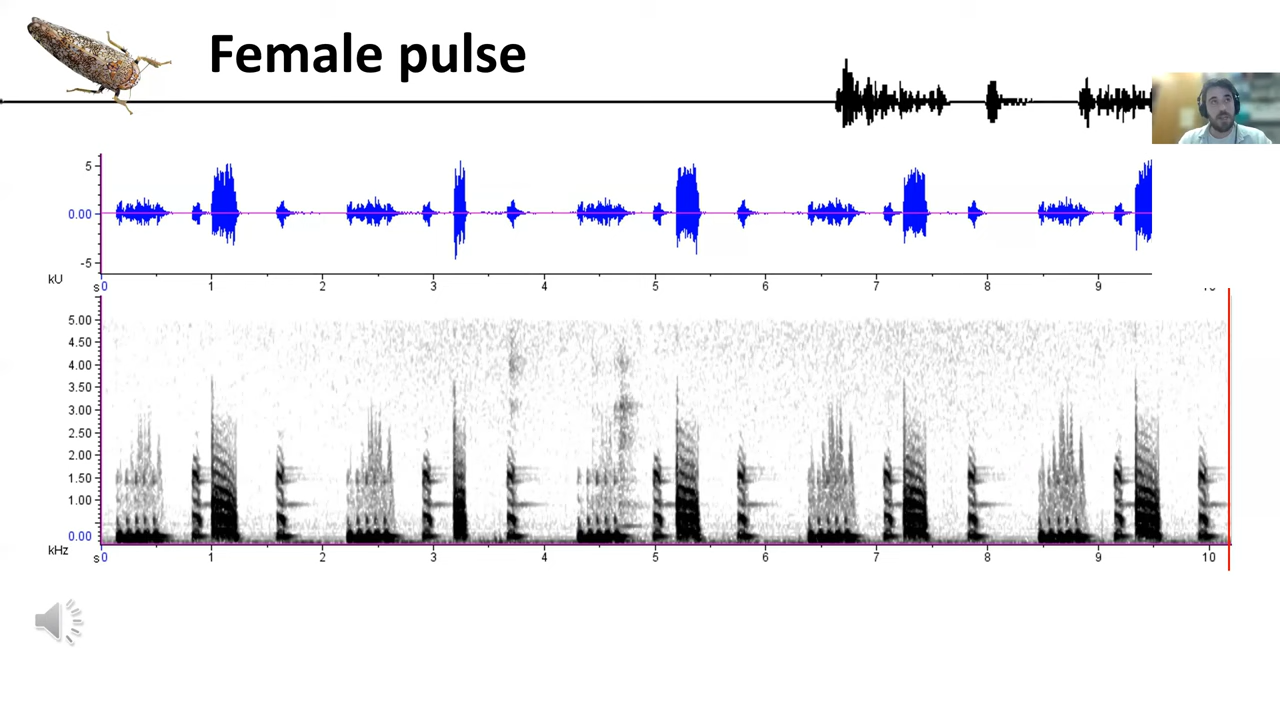 Female pulse
5
0.00
-5
kU
s 0 1 2 3 4 5 6 7 8 9
5.00
4.50
4.00
3.50
3.00
2.50
2.00
1.50
1.00
0.00
kHz
s 0 1 2 3 4 5 6 7 8 9 10